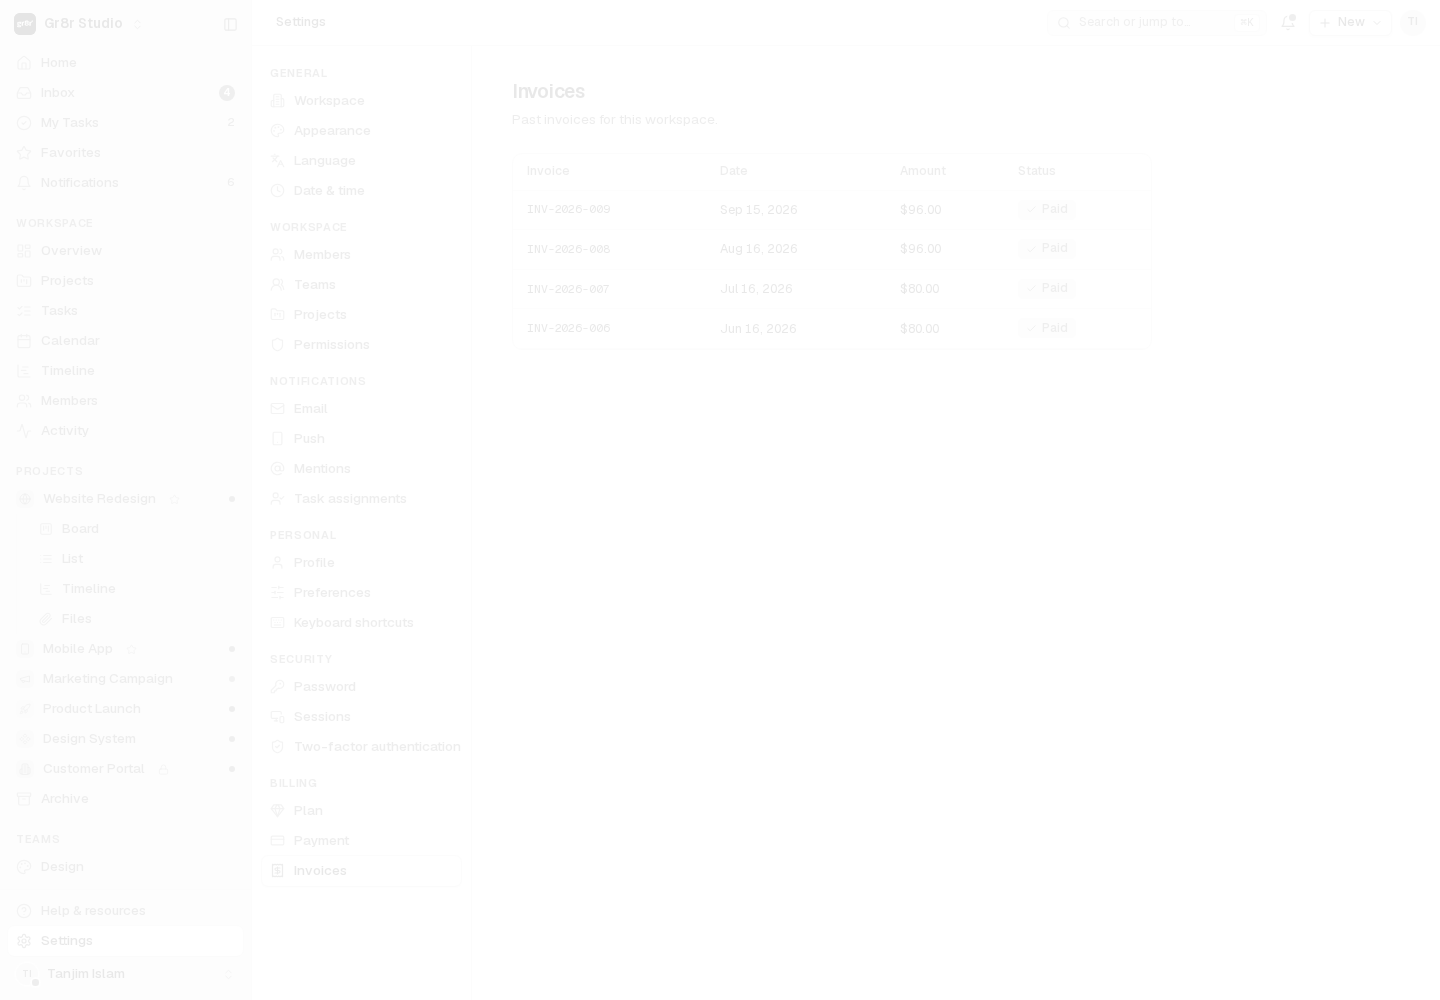 gr8r
Gr8r Studio
Home
Inbox 4
My Tasks 2
Favorites
Notifications 6
WORKSPACE
Overview
Projects
Tasks
Calendar
Timeline
Members
Activity
PROJECTS
Website Redesign
Board
List
Timeline
Files
Mobile App
Marketing Campaign
Product Launch
Design System
Customer Portal
Archive
TEAMS
Design
Help & resources
Settings
TI Tanjim Islam
Settings
Search or jump to... ⌘K
New
TI
GENERAL
Workspace
Appearance
Language
Date & time
WORKSPACE
Members
Teams
Projects
Permissions
NOTIFICATIONS
Email
Push
Mentions
Task assignments
PERSONAL
Profile
Preferences
Keyboard shortcuts
SECURITY
Password
Sessions
Two-factor authentication
BILLING
Plan
Payment
Invoices
Invoices
Past invoices for this workspace.
Invoice Date Amount Status
INV-2026-009 Sep 15, 2026 $96.00 Paid
INV-2026-008 Aug 16, 2026 $96.00 Paid
INV-2026-007 Jul 16, 2026 $80.00 Paid
INV-2026-006 Jun 16, 2026 $80.00 Paid